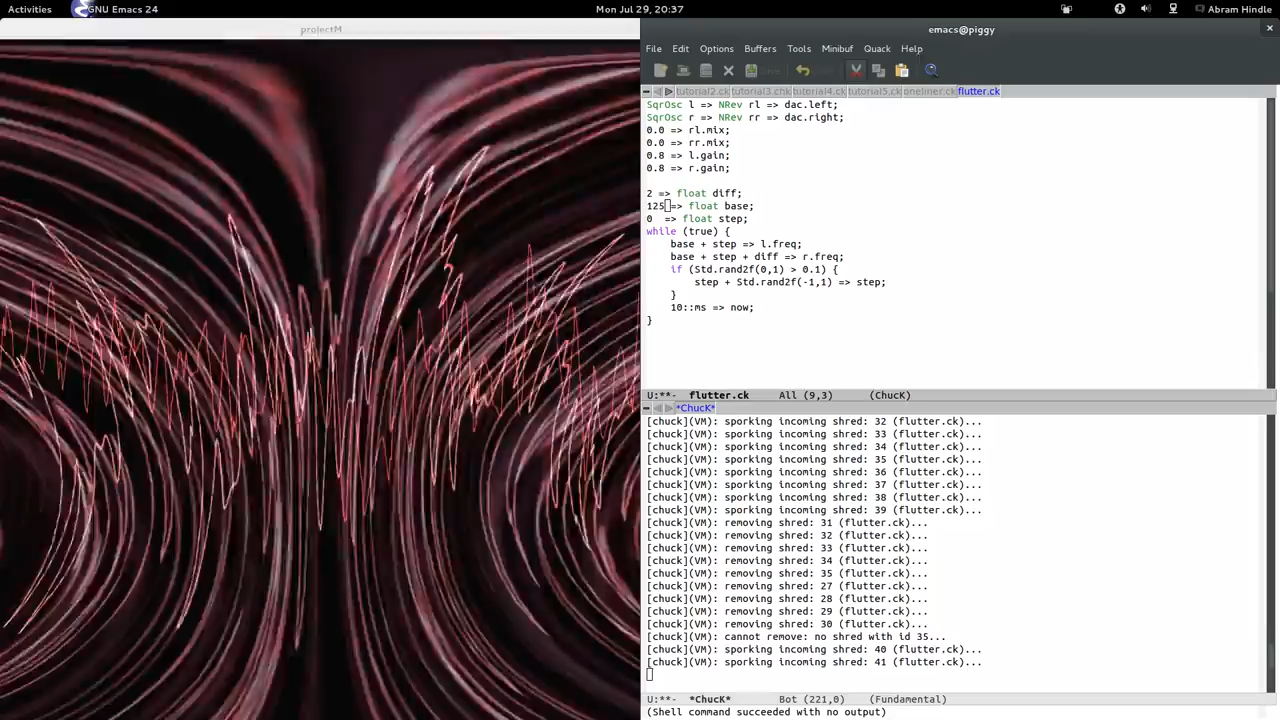 Activities
GNU Emacs 24
Mon Jul 29, 20:37
Abram Hindle
projectM
emacs@piggy
File Edit Options Buffers Tools Minibuf Quack Help
Save
Undo
tutorial2.ck tutorial3.chk tutorial4.ck tutorial5.ck oneliner.ck flutter.ck
SqrOsc l => NRev rl => dac.left;
SqrOsc r => NRev rr => dac.right;
0.0 => rl.mix;
0.0 => rr.mix;
0.8 => l.gain;
0.8 => r.gain;
2 => float diff;
125 => float base;
0  => float step;
while (true) {
    base + step => l.freq;
    base + step + diff => r.freq;
    if (Std.rand2f(0,1) > 0.1) {
        step + Std.rand2f(-1,1) => step;
    }
    10::ms => now;
}
U:**-  flutter.ck     All (9,3)      (ChucK)
*ChucK*
[chuck](VM): sporking incoming shred: 32 (flutter.ck)...
[chuck](VM): sporking incoming shred: 33 (flutter.ck)...
[chuck](VM): sporking incoming shred: 34 (flutter.ck)...
[chuck](VM): sporking incoming shred: 35 (flutter.ck)...
[chuck](VM): sporking incoming shred: 36 (flutter.ck)...
[chuck](VM): sporking incoming shred: 37 (flutter.ck)...
[chuck](VM): sporking incoming shred: 38 (flutter.ck)...
[chuck](VM): sporking incoming shred: 39 (flutter.ck)...
[chuck](VM): removing shred: 31 (flutter.ck)...
[chuck](VM): removing shred: 32 (flutter.ck)...
[chuck](VM): removing shred: 33 (flutter.ck)...
[chuck](VM): removing shred: 34 (flutter.ck)...
[chuck](VM): removing shred: 35 (flutter.ck)...
[chuck](VM): removing shred: 27 (flutter.ck)...
[chuck](VM): removing shred: 28 (flutter.ck)...
[chuck](VM): removing shred: 29 (flutter.ck)...
[chuck](VM): removing shred: 30 (flutter.ck)...
[chuck](VM): cannot remove: no shred with id 35...
[chuck](VM): sporking incoming shred: 40 (flutter.ck)...
[chuck](VM): sporking incoming shred: 41 (flutter.ck)...
U:**-  *ChucK*        Bot (221,0)    (Fundamental)
(Shell command succeeded with no output)